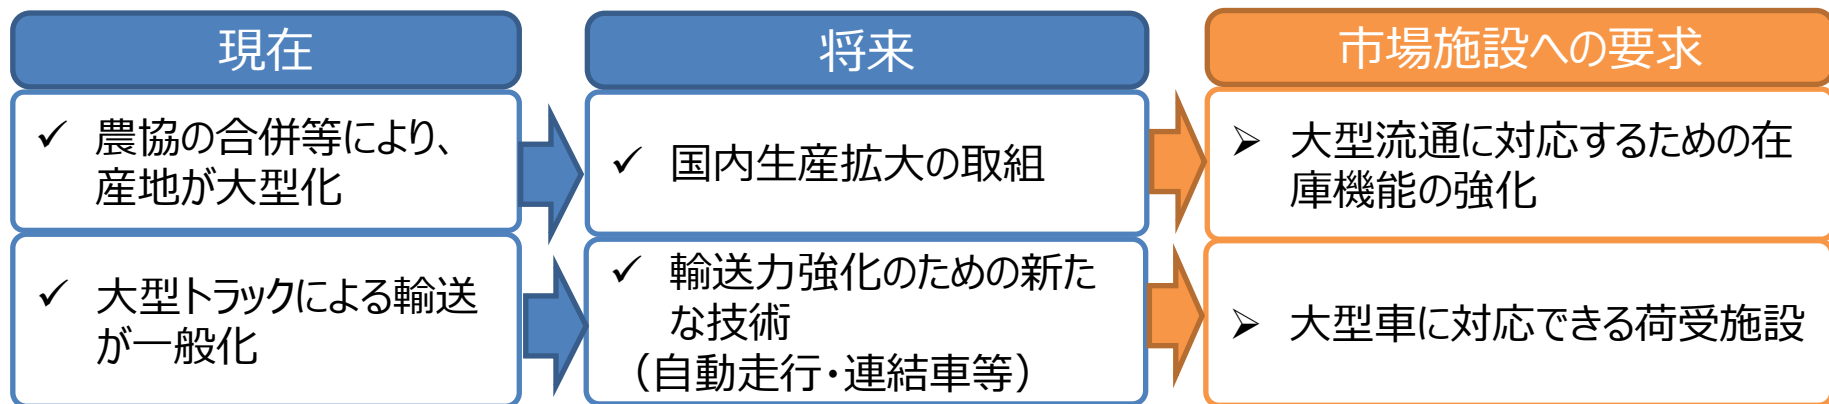 現在
将来
市場施設への要求
✓ 農協の合併等により、
産地が大型化
✓ 国内生産拡大の取組
➢ 大型流通に対応するための在
庫機能の強化
✓ 大型トラックによる輸送
が一般化
✓ 輸送力強化のための新た
な技術
（自動走行・連結車等）
➢ 大型車に対応できる荷受施設